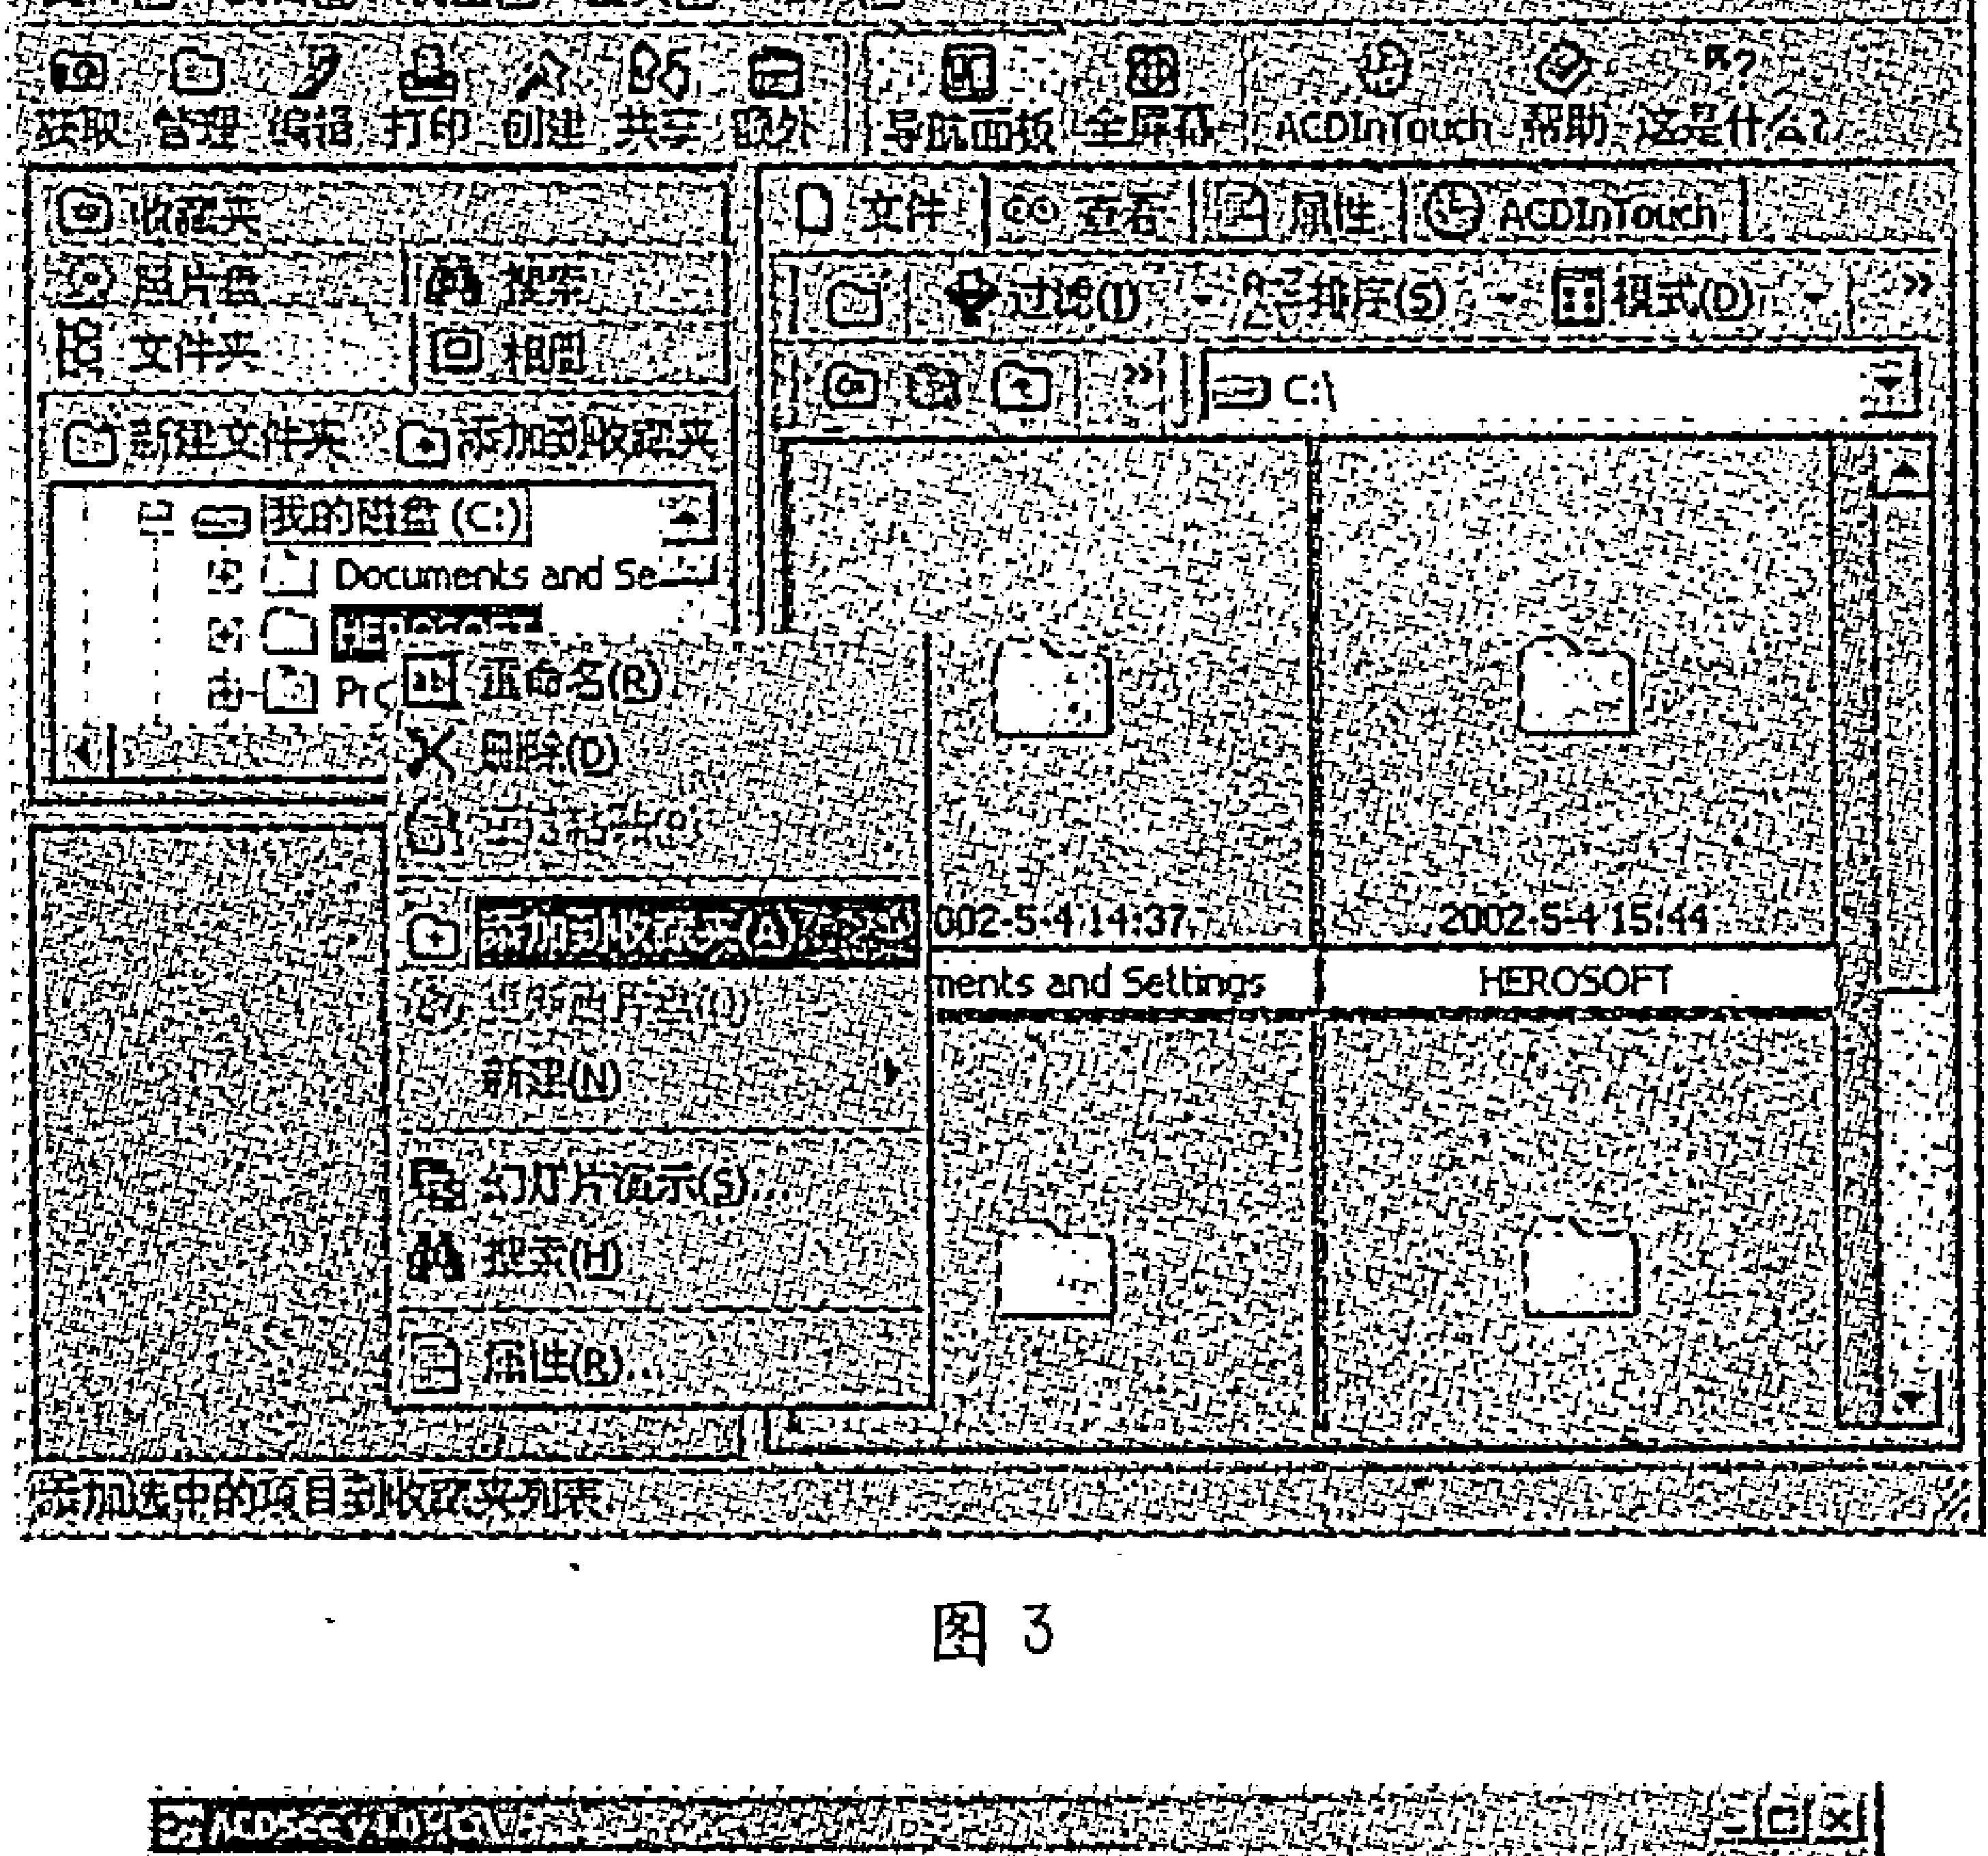 获取 管理 编辑 打印 创建 共享 额外 导航面板 全屏幕 ACDInTouch 帮助 这是什么?
收藏夹
照片盘 搜索
文件夹 相册
新建文件夹 添加到收藏夹
我的磁盘 (C:)
Documents and Se
HEROSOFT
Pro
文件 查看 属性 ACDInTouch
过滤(I) 排序(S) 模式(D) »
» C:\
重命名(R)
删除(D)
添加到收藏夹(A)
新建(N)
幻灯片演示(S)...
搜索(H)
属性(R)...
002-5-4 14:37 2002-5-4 15:44
ments and Settings HEROSOFT
添加选中的项目到收藏夹列表
图 3